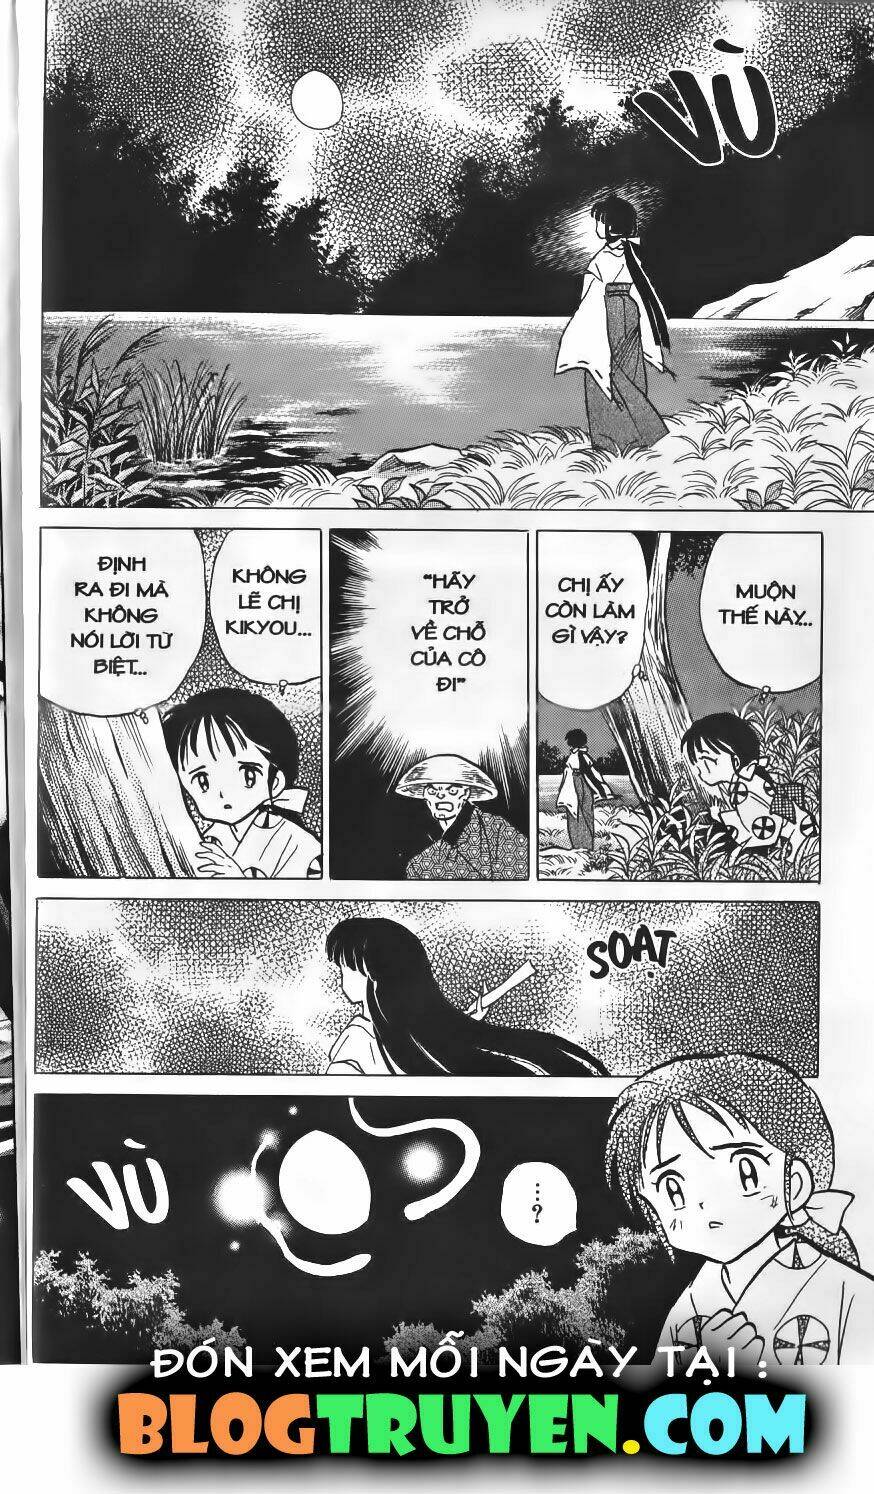 VÙ
MUỘN
THẾ NÀY...
CHỊ ẤY
CÒN LÀM
GÌ VẬY?
"HÃY
TRỞ
VỀ CHỖ
CỦA CÔ
ĐI"
KHÔNG
LẼ CHỊ
KIKYOU...
ĐỊNH
RA ĐI MÀ
KHÔNG
NÓI LỜI TỪ
BIỆT...
SOẠT
VÙ
...?
ĐÓN XEM MỖI NGÀY TẠI :
BLOGTRUYEN.COM